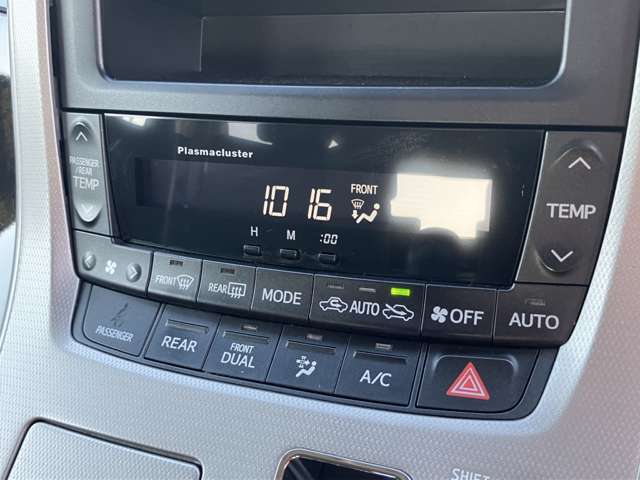 Plasmacluster
PASSENGER
/REAR
TEMP
10 16
FRONT
H M :00
TEMP
FRONT
REAR
MODE
AUTO
OFF
AUTO
PASSENGER
REAR
FRONT
DUAL
A/C
SHIFT